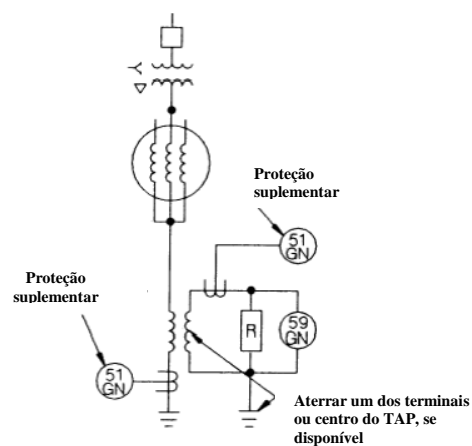 Proteção
suplementar
51
GN
Proteção
suplementar
51
GN
R
59
GN
Aterrar um dos terminais
ou centro do TAP, se
disponível